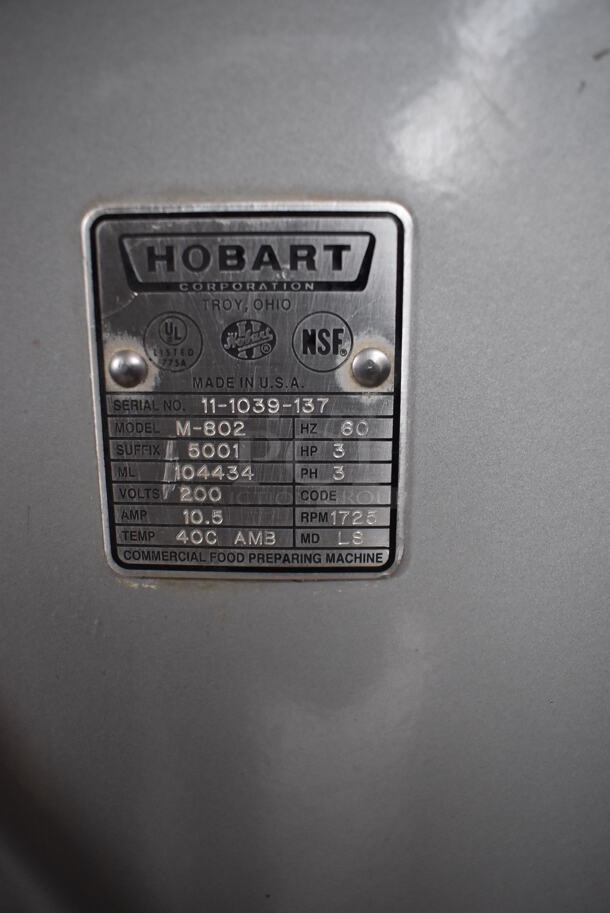 HOBART
CORPORATION
TROY, OHIO
UL
LISTED
775A
Hobart
NSF®
MADE IN U.S.A.
SERIAL NO. 11-1039-137
MODEL M-802 HZ 60
SUFFIX 5001 HP 3
ML 104434 PH 3
VOLTS 200 CODE
AMP 10.5 RPM 1725
TEMP 40C AMB MD LS
COMMERCIAL FOOD PREPARING MACHINE